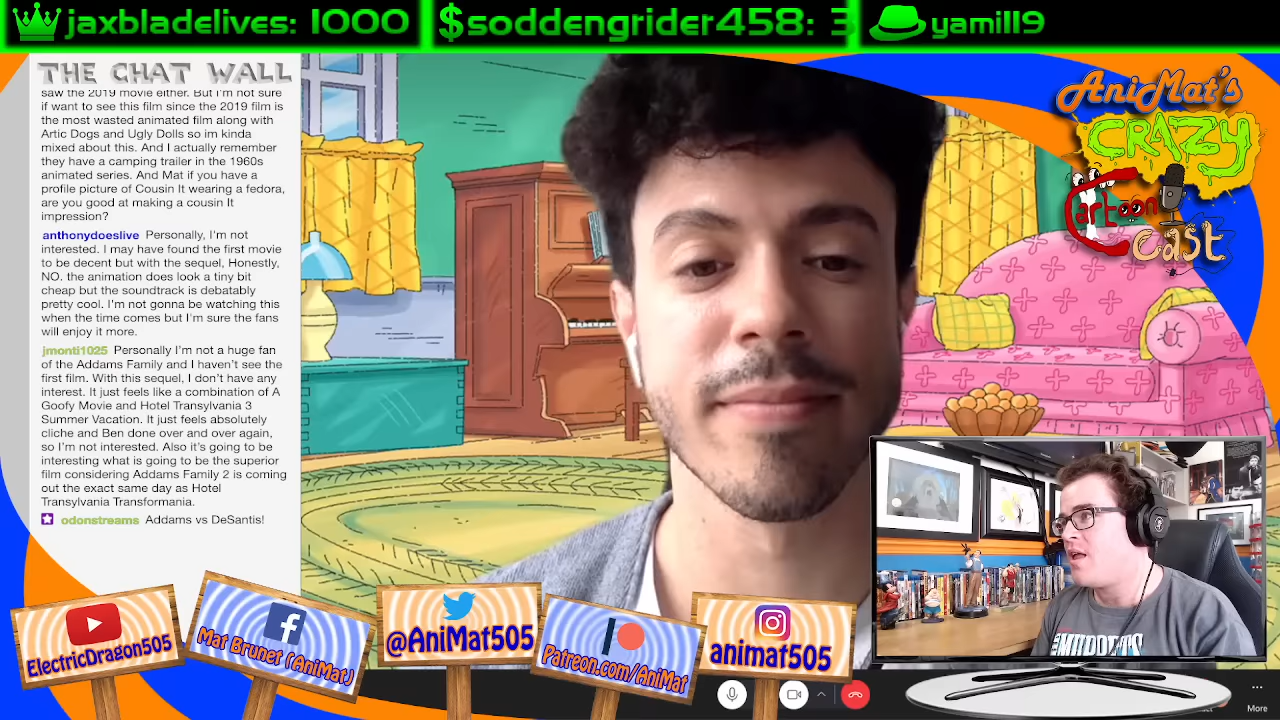 jaxbladelives: 1000
$soddengrider458: 3
yamill9
THE CHAT WALL
saw the 2019 movie either. But I'm not sure
if want to see this film since the 2019 film is
the most wasted animated film along with
Artic Dogs and Ugly Dolls so im kinda
mixed about this. And I actually remember
they have a camping trailer in the 1960s
animated series. And Mat if you have a
profile picture of Cousin It wearing a fedora,
are you good at making a cousin It
impression?
anthonydoeslive Personally, I'm not
interested. I may have found the first movie
to be decent but with the sequel, Honestly,
NO. the animation does look a tiny bit
cheap but the soundtrack is debatably
pretty cool. I'm not gonna be watching this
when the time comes but I'm sure the fans
will enjoy it more.
jmonti1025 Personally I'm not a huge fan
of the Addams Family and I haven't see the
first film. With this sequel, I don't have any
interest. It just feels like a combination of A
Goofy Movie and Hotel Transylvania 3
Summer Vacation. It just feels absolutely
cliche and Ben done over and over again,
so I'm not interested. Also it's going to be
interesting what is going to be the superior
film considering Addams Family 2 is coming
out the exact same day as Hotel
Transylvania Transformania.
odonstreams Addams vs DeSantis!
AniMat's
CRAZY
Cartoon
Cast
ElectricDragon505
Mat Brunet (AniMat)
@AniMat505
Patreon.com/AniMat
animat505
More